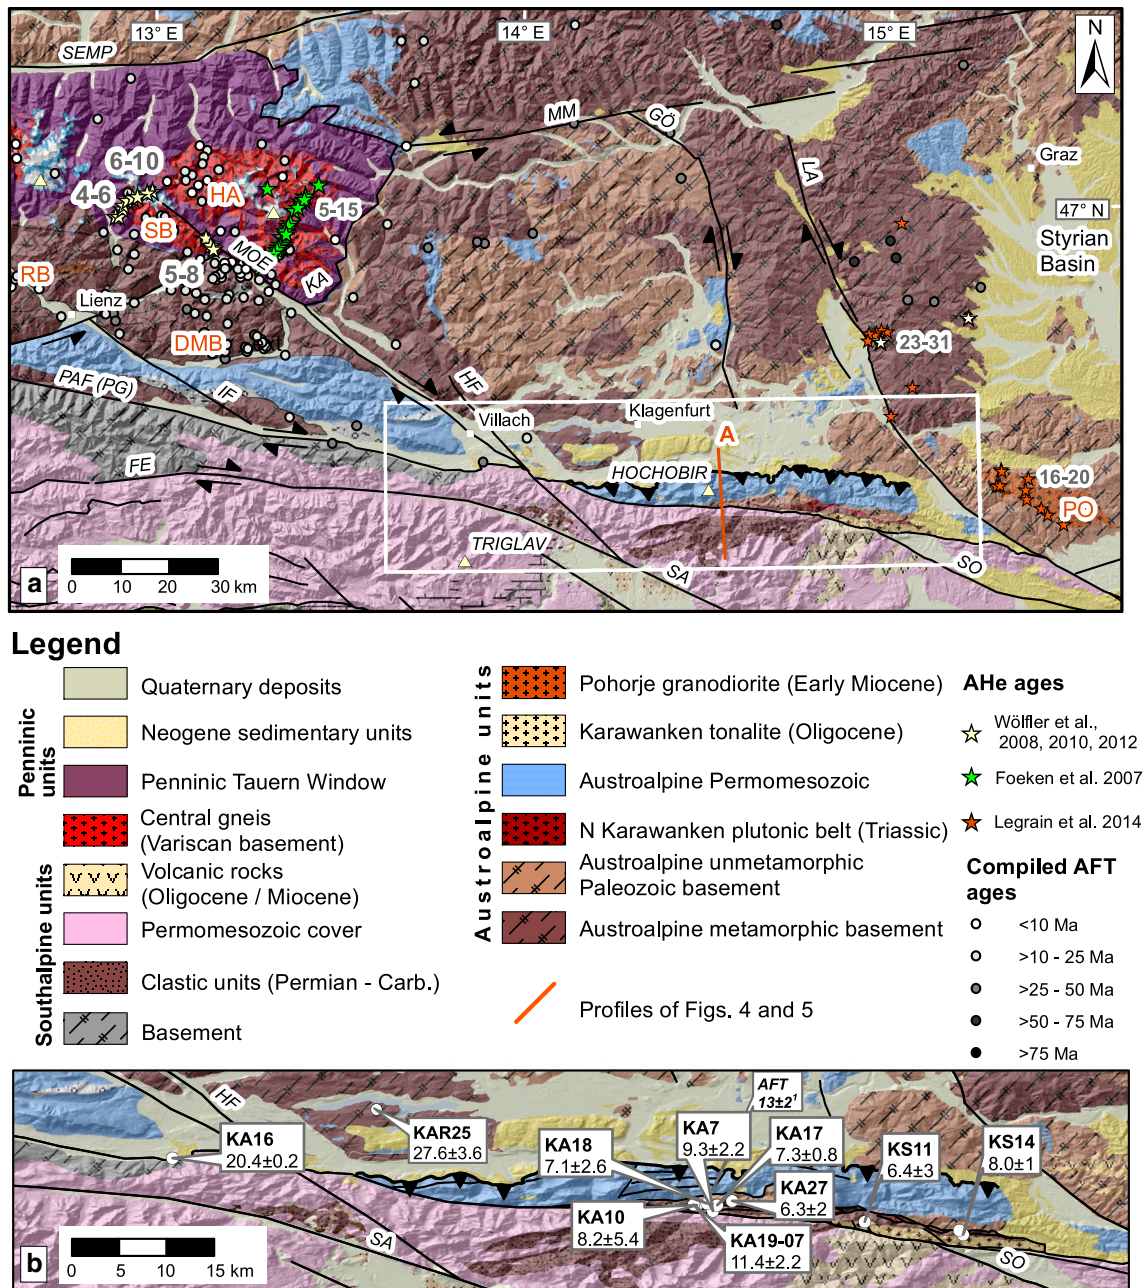 13° E
14° E
15° E
N
SEMP
MM
GÖ
LA
Graz
47° N
6-10
4-6
HA
5-15
SB
MOE
KA
5-8
RB
Lienz
DMB
Styrian
Basin
23-31
PAF (PG)
IF
HF
Villach
Klagenfurt
A
FE
HOCHOBIR
16-20
PO
TRIGLAV
SA
SO
0 10 20 30 km
a
Legend
Penninic
units
Quaternary deposits
Neogene sedimentary units
Penninic Tauern Window
Central gneis
(Variscan basement)
Southalpine units
Volcanic rocks
(Oligocene / Miocene)
Permomesozoic cover
Clastic units (Permian - Carb.)
Basement
Austroalpine units
Pohorje granodiorite (Early Miocene)
Karawanken tonalite (Oligocene)
Austroalpine Permomesozoic
N Karawanken plutonic belt (Triassic)
Austroalpine unmetamorphic
Paleozoic basement
Austroalpine metamorphic basement
Profiles of Figs. 4 and 5
AHe ages
Wölfler et al.,
2008, 2010, 2012
Foeken et al. 2007
Legrain et al. 2014
Compiled AFT
ages
<10 Ma
>10 - 25 Ma
>25 - 50 Ma
>50 - 75 Ma
>75 Ma
HF
AFT
13±2¹
KA16
20.4±0.2
KAR25
27.6±3.6
KA18
7.1±2.6
KA7
9.3±2.2
KA17
7.3±0.8
KS11
6.4±3
KS14
8.0±1
KA27
6.3±2
KA10
8.2±5.4
KA19-07
11.4±2.2
SA
SO
0 5 10 15 km
b